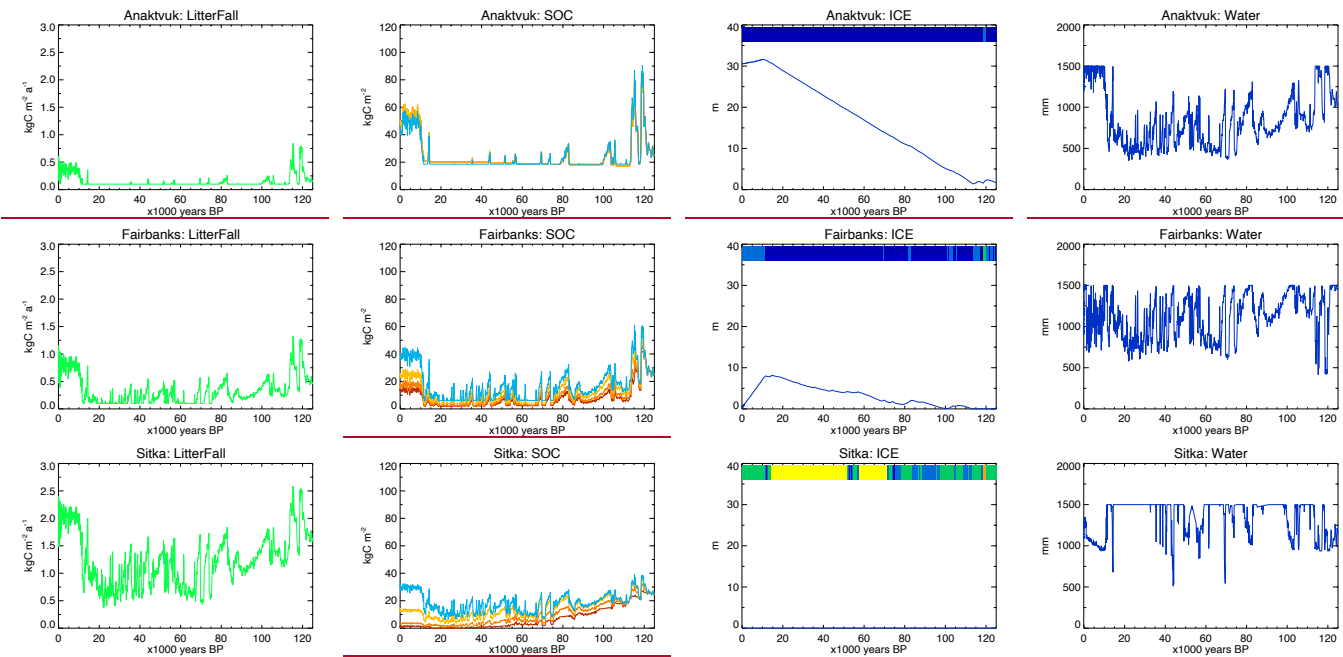 Anaktvuk: LitterFall
3.0
2.5
2.0
1.5
1.0
0.5
0.0
kgC m⁻² a⁻¹
0 20 40 60 80 100 120
x1000 years BP
Anaktvuk: SOC
120
100
80
60
40
20
0
kgC m⁻²
0 20 40 60 80 100 120
x1000 years BP
Anaktvuk: ICE
40
30
20
10
0
m
0 20 40 60 80 100 120
x1000 years BP
Anaktvuk: Water
2000
1500
1000
500
0
mm
0 20 40 60 80 100 120
x1000 years BP
Fairbanks: LitterFall
3.0
2.5
2.0
1.5
1.0
0.5
0.0
kgC m⁻² a⁻¹
0 20 40 60 80 100 120
x1000 years BP
Fairbanks: SOC
120
100
80
60
40
20
0
kgC m⁻²
0 20 40 60 80 100 120
x1000 years BP
Fairbanks: ICE
40
30
20
10
0
m
0 20 40 60 80 100 120
x1000 years BP
Fairbanks: Water
2000
1500
1000
500
0
mm
0 20 40 60 80 100 120
x1000 years BP
Sitka: LitterFall
3.0
2.5
2.0
1.5
1.0
0.5
0.0
kgC m⁻² a⁻¹
0 20 40 60 80 100 120
x1000 years BP
Sitka: SOC
120
100
80
60
40
20
0
kgC m⁻²
0 20 40 60 80 100 120
x1000 years BP
Sitka: ICE
40
30
20
10
0
m
0 20 40 60 80 100 120
x1000 years BP
Sitka: Water
2000
1500
1000
500
0
mm
0 20 40 60 80 100 120
x1000 years BP